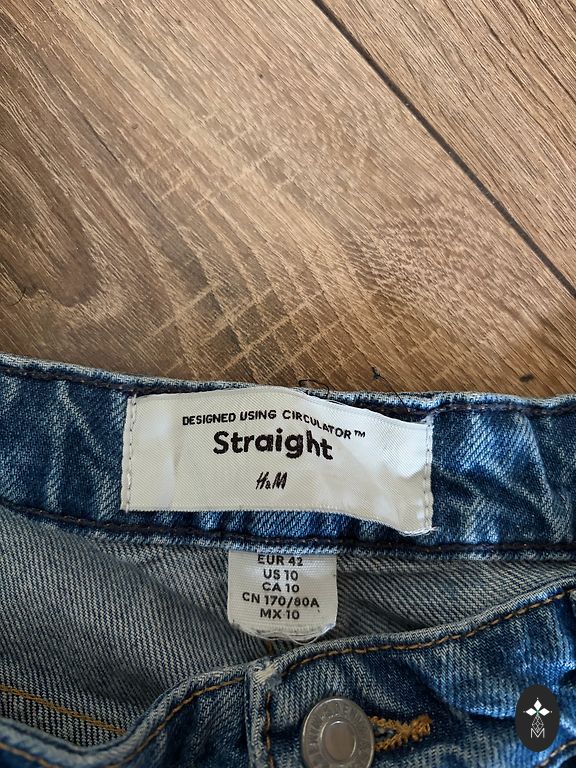 DESIGNED USING CIRCULATOR™
Straight
H&M
EUR 42
US 10
CA 10
CN 170/80A
MX 10